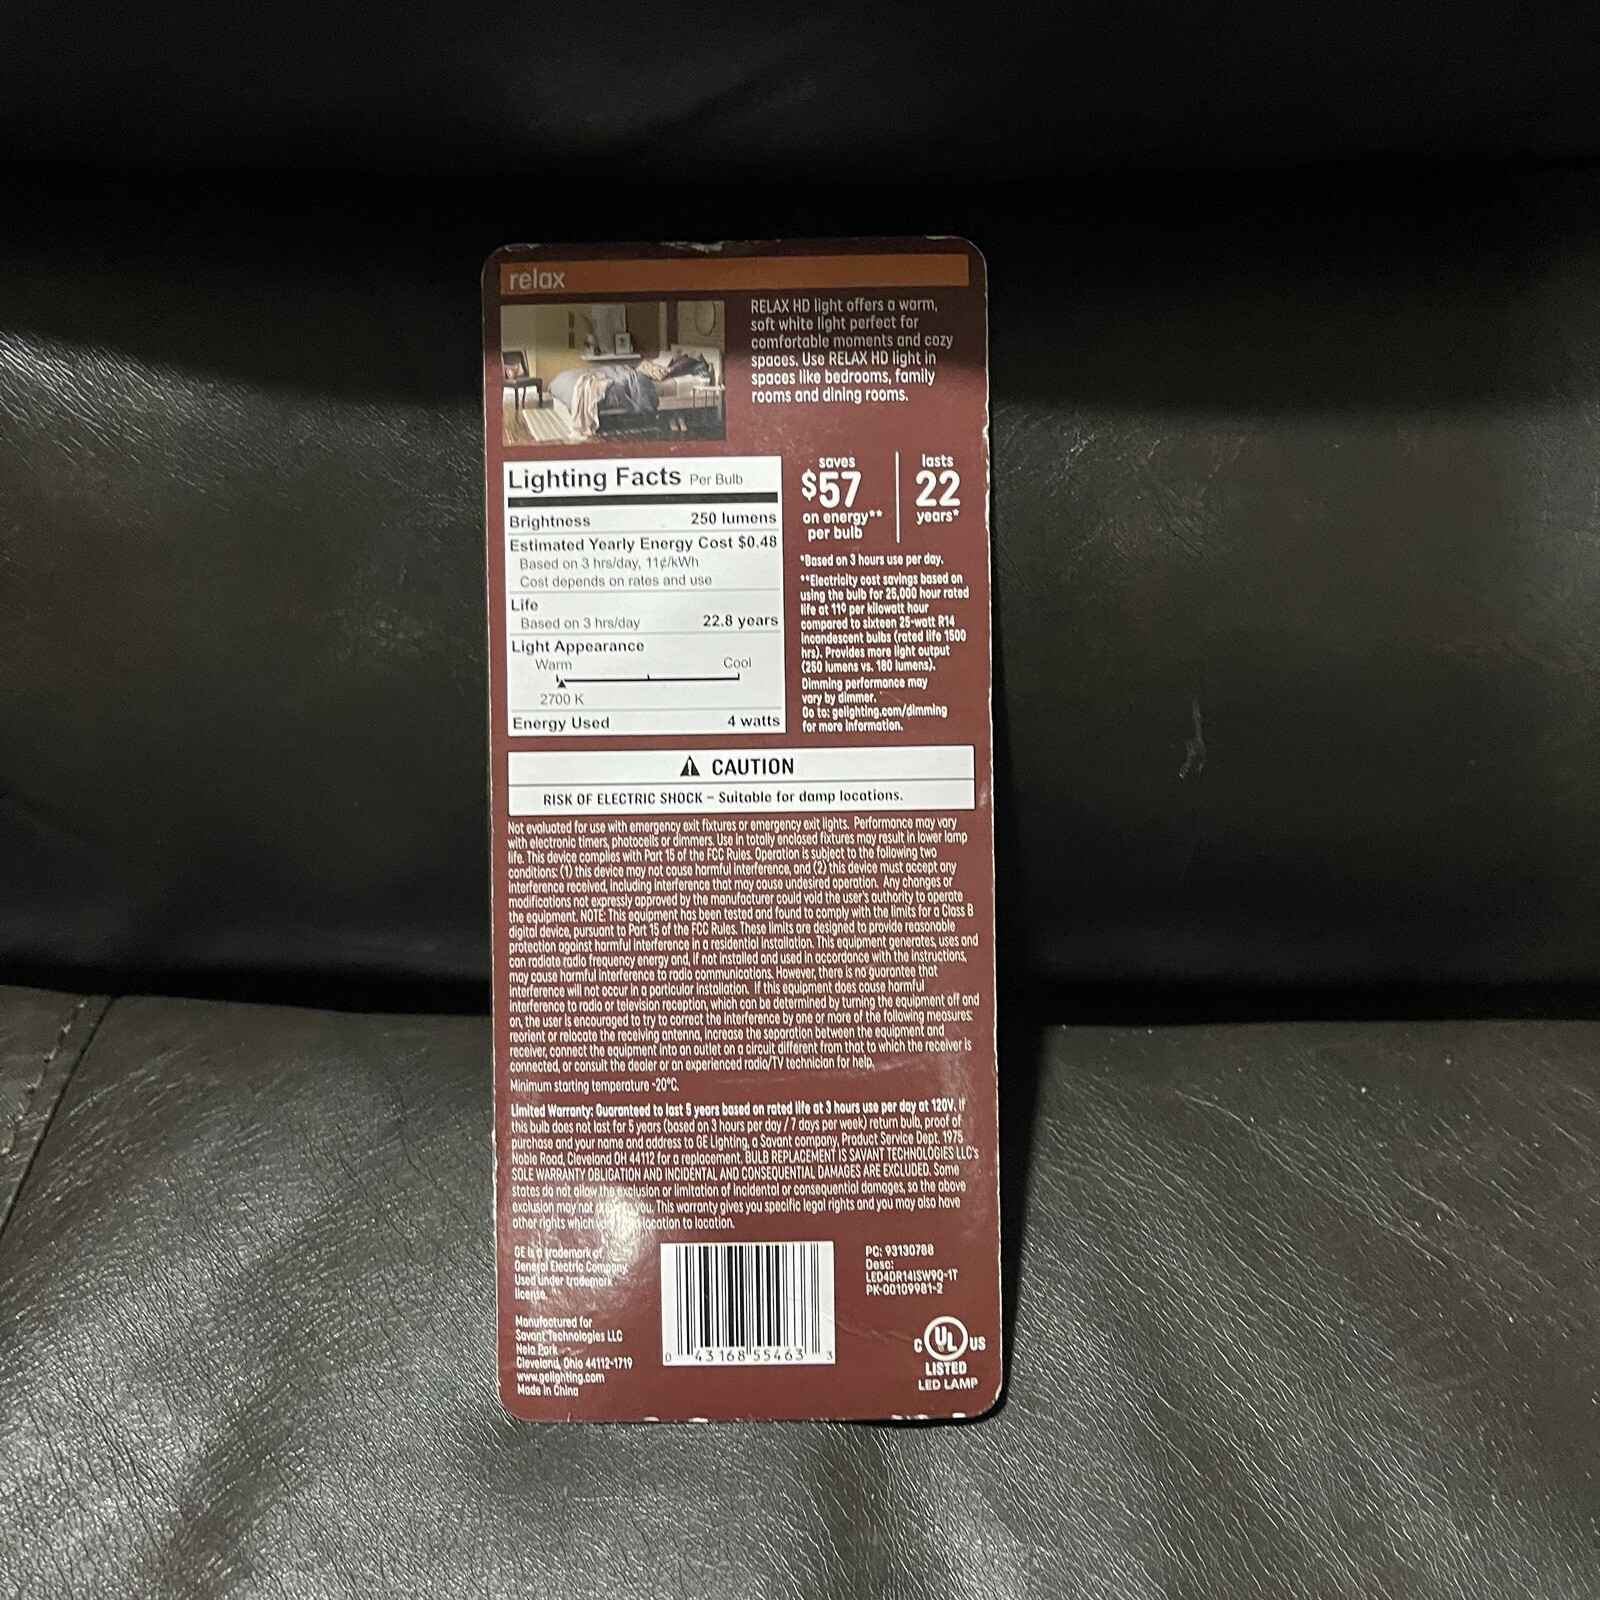 relax
RELAX HD light offers a warm,
soft white light perfect for
comfortable moments and cozy
spaces. Use RELAX HD light in
spaces like bedrooms, family
rooms and dining rooms.
Lighting Facts Per Bulb
Brightness 250 lumens
Estimated Yearly Energy Cost $0.48
Based on 3 hrs/day, 11¢/kWh
Cost depends on rates and use
Life
Based on 3 hrs/day 22.8 years
Light Appearance
Warm Cool
2700 K
Energy Used 4 watts
saves
$57
on energy**
per bulb
lasts
22
years*
*Based on 3 hours use per day.
**Electricity cost savings based on
using the bulb for 25,000 hour rated
life at 11¢ per kilowatt hour
compared to sixteen 25-watt R14
incandescent bulbs (rated life 1500
hrs). Provides more light output
(250 lumens vs. 180 lumens).
Dimming performance may
vary by dimmer.
Go to: gelighting.com/dimming
for more information.
CAUTION
RISK OF ELECTRIC SHOCK – Suitable for damp locations.
Not evaluated for use with emergency exit fixtures or emergency exit lights. Performance may vary
with electronic timers, photocells or dimmers. Use in totally enclosed fixtures may result in lower lamp
life. This device complies with Part 15 of the FCC Rules. Operation is subject to the following two
conditions: (1) this device may not cause harmful interference, and (2) this device must accept any
interference received, including interference that may cause undesired operation. Any changes or
modifications not expressly approved by the manufacturer could void the user's authority to operate
the equipment. NOTE: This equipment has been tested and found to comply with the limits for a Class B
digital device, pursuant to Part 15 of the FCC Rules. These limits are designed to provide reasonable
protection against harmful interference in a residential installation. This equipment generates, uses and
can radiate radio frequency energy and, if not installed and used in accordance with the instructions,
may cause harmful interference to radio communications. However, there is no guarantee that
interference will not occur in a particular installation. If this equipment does cause harmful
interference to radio or television reception, which can be determined by turning the equipment off and
on, the user is encouraged to try to correct the interference by one or more of the following measures:
reorient or relocate the receiving antenna, increase the separation between the equipment and
receiver, connect the equipment into an outlet on a circuit different from that to which the receiver is
connected, or consult the dealer or an experienced radio/TV technician for help.
Minimum starting temperature -20°C.
Limited Warranty: Guaranteed to last 5 years based on rated life at 3 hours use per day at 120V. If
this bulb does not last for 5 years (based on 3 hours per day / 7 days per week) return bulb, proof of
purchase and your name and address to GE Lighting, a Savant company, Product Service Dept. 1975
Noble Road, Cleveland OH 44112 for a replacement. BULB REPLACEMENT IS SAVANT TECHNOLOGIES LLC's
SOLE WARRANTY OBLIGATION AND INCIDENTAL AND CONSEQUENTIAL DAMAGES ARE EXCLUDED. Some
states do not allow the exclusion or limitation of incidental or consequential damages, so the above
exclusion may not to you. This warranty gives you specific legal rights and you may also have
other rights which location to location.
GE is a trademark of
General Electric Company.
Used under trademark
license.
Manufactured for
Savant Technologies LLC
Nela Park
Cleveland, Ohio 44112-1719
www.gelighting.com
Made in China
0 43168 55463 3
PC: 93130788
Desc:
LED4DR14ISW9Q-1T
PK-00109981-2
C UL US
LISTED
LED LAMP